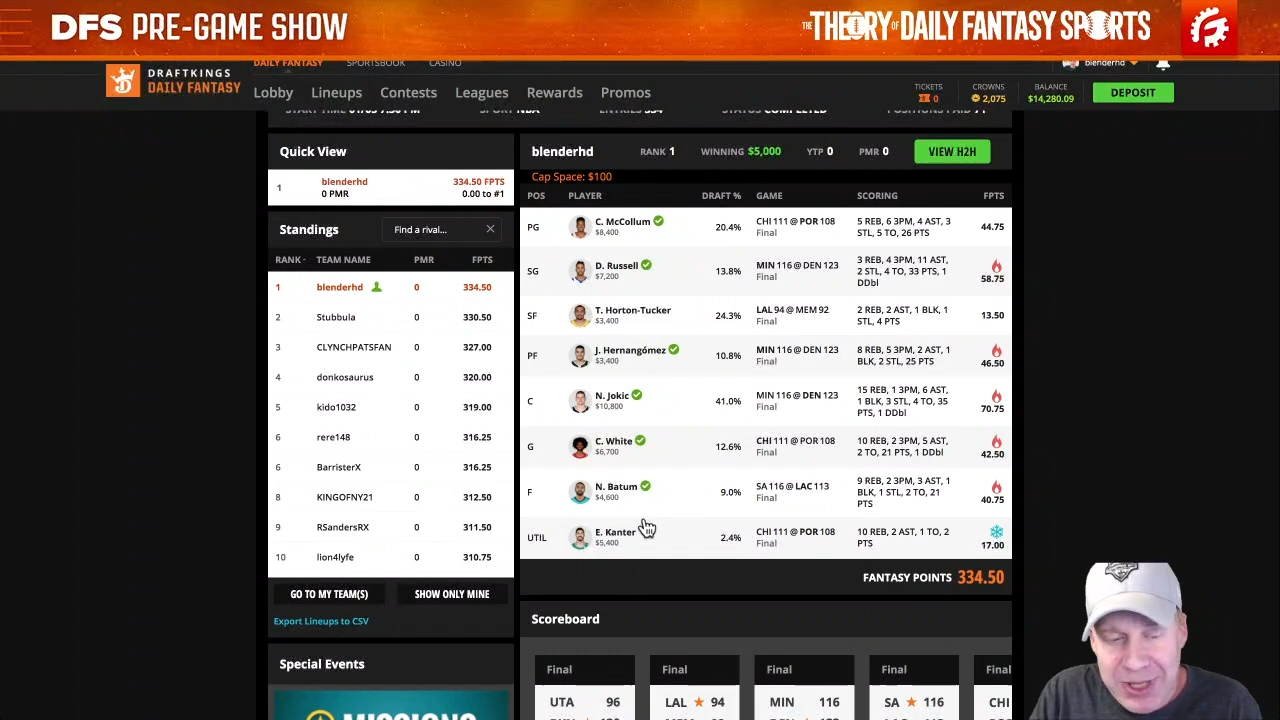 DFS PRE-GAME SHOW
THE THEORY OF DAILY FANTASY SPORTS
DRAFTKINGS
DAILY FANTASY
DAILY FANTASY SPORTSBOOK CASINO
blenderhd
Lobby Lineups Contests Leagues Rewards Promos
TICKETS
0
CROWNS
2,075
BALANCE
$14,280.09
DEPOSIT
Quick View
1 blenderhd 334.50 FPTS
0 PMR 0.00 to #1
Standings Find a rival...
RANK TEAM NAME PMR FPTS
1 blenderhd 0 334.50
2 Stubbula 0 330.50
3 CLYNCHPATSFAN 0 327.00
4 donkosaurus 0 320.00
5 kido1032 0 319.00
6 rere148 0 316.25
6 BarristerX 0 316.25
8 KINGOFNY21 0 312.50
9 RSandersRX 0 311.50
10 lion4lyfe 0 310.75
GO TO MY TEAM(S) SHOW ONLY MINE
Export Lineups to CSV
Special Events
MISSIONS
blenderhd RANK 1 WINNING $5,000 YTP 0 PMR 0 VIEW H2H
Cap Space: $100
POS PLAYER DRAFT % GAME SCORING FPTS
PG C. McCollum $8,400 20.4% CHI 111 @ POR 108 Final 5 REB, 6 3PM, 4 AST, 3 STL, 5 TO, 26 PTS 44.75
SG D. Russell $7,200 13.8% MIN 116 @ DEN 123 Final 3 REB, 4 3PM, 11 AST, 2 STL, 4 TO, 33 PTS, 1 DDbl 58.75
SF T. Horton-Tucker $3,400 24.3% LAL 94 @ MEM 92 Final 2 REB, 2 AST, 1 BLK, 1 STL, 4 PTS 13.50
PF J. Hernangómez $3,400 10.8% MIN 116 @ DEN 123 Final 8 REB, 5 3PM, 2 AST, 1 BLK, 2 STL, 25 PTS 46.50
C N. Jokic $10,800 41.0% MIN 116 @ DEN 123 Final 15 REB, 1 3PM, 6 AST, 1 BLK, 3 STL, 4 TO, 35 PTS, 1 DDbl 70.75
G C. White $6,700 12.6% CHI 111 @ POR 108 Final 10 REB, 2 3PM, 5 AST, 2 TO, 21 PTS, 1 DDbl 42.50
F N. Batum $4,600 9.0% SA 116 @ LAC 113 Final 9 REB, 2 3PM, 3 AST, 1 BLK, 1 STL, 2 TO, 21 PTS 40.75
UTIL E. Kanter $5,400 2.4% CHI 111 @ POR 108 Final 10 REB, 2 AST, 1 TO, 2 PTS 17.00
FANTASY POINTS 334.50
Scoreboard
Final Final Final Final Final
UTA 96 LAL 94 MIN 116 SA 116 CHI